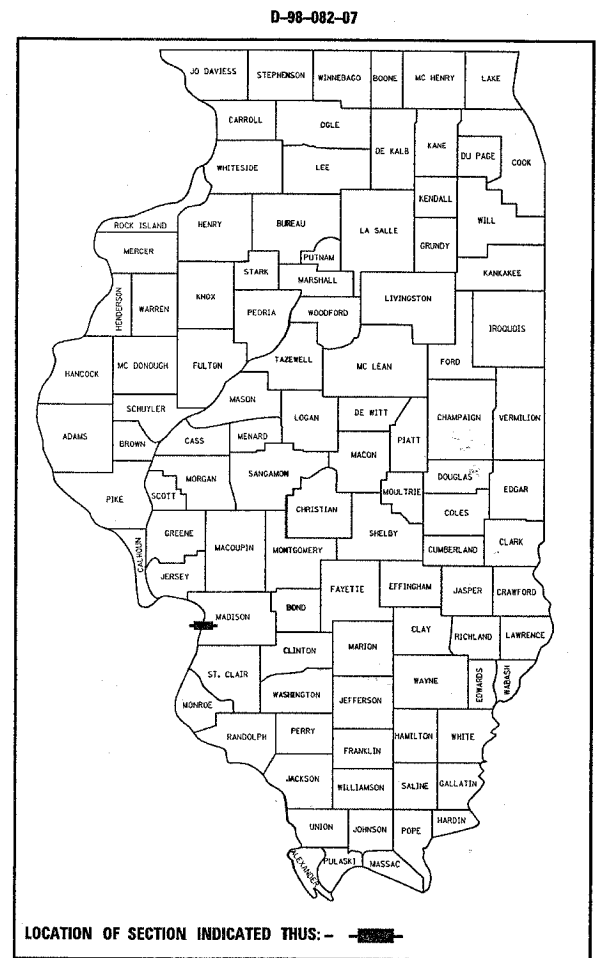 D-98-082-07
JO DAVIESS
STEPHENSON
WINNEBAGO
BOONE
MC HENRY
LAKE
CARROLL
OGLE
DE KALB
KANE
DU PAGE
COOK
WHITESIDE
LEE
KENDALL
ROCK ISLAND
HENRY
BUREAU
LA SALLE
GRUNDY
WILL
MERCER
PUTNAM
STARK
MARSHALL
KANKAKEE
HENDERSON
WARREN
KNOX
PEORIA
WOODFORD
LIVINGSTON
IROQUOIS
HANCOCK
MC DONOUGH
FULTON
TAZEWELL
MC LEAN
FORD
MASON
SCHUYLER
LOGAN
DE WITT
CHAMPAIGN
VERMILION
ADAMS
BROWN
CASS
MENARD
MACON
PIATT
PIKE
SCOTT
MORGAN
SANGAMON
MOULTRIE
DOUGLAS
EDGAR
CHRISTIAN
COLES
CALHOUN
GREENE
MACOUPIN
MONTGOMERY
SHELBY
CUMBERLAND
CLARK
JERSEY
FAYETTE
EFFINGHAM
JASPER
CRAWFORD
MADISON
BOND
CLAY
RICHLAND
LAWRENCE
CLINTON
MARION
ST. CLAIR
WAYNE
EDWARDS
WABASH
MONROE
WASHINGTON
JEFFERSON
RANDOLPH
PERRY
HAMILTON
WHITE
FRANKLIN
JACKSON
WILLIAMSON
SALINE
GALLATIN
UNION
JOHNSON
POPE
HARDIN
ALEXANDER
PULASKI
MASSAC
LOCATION OF SECTION INDICATED THUS: -